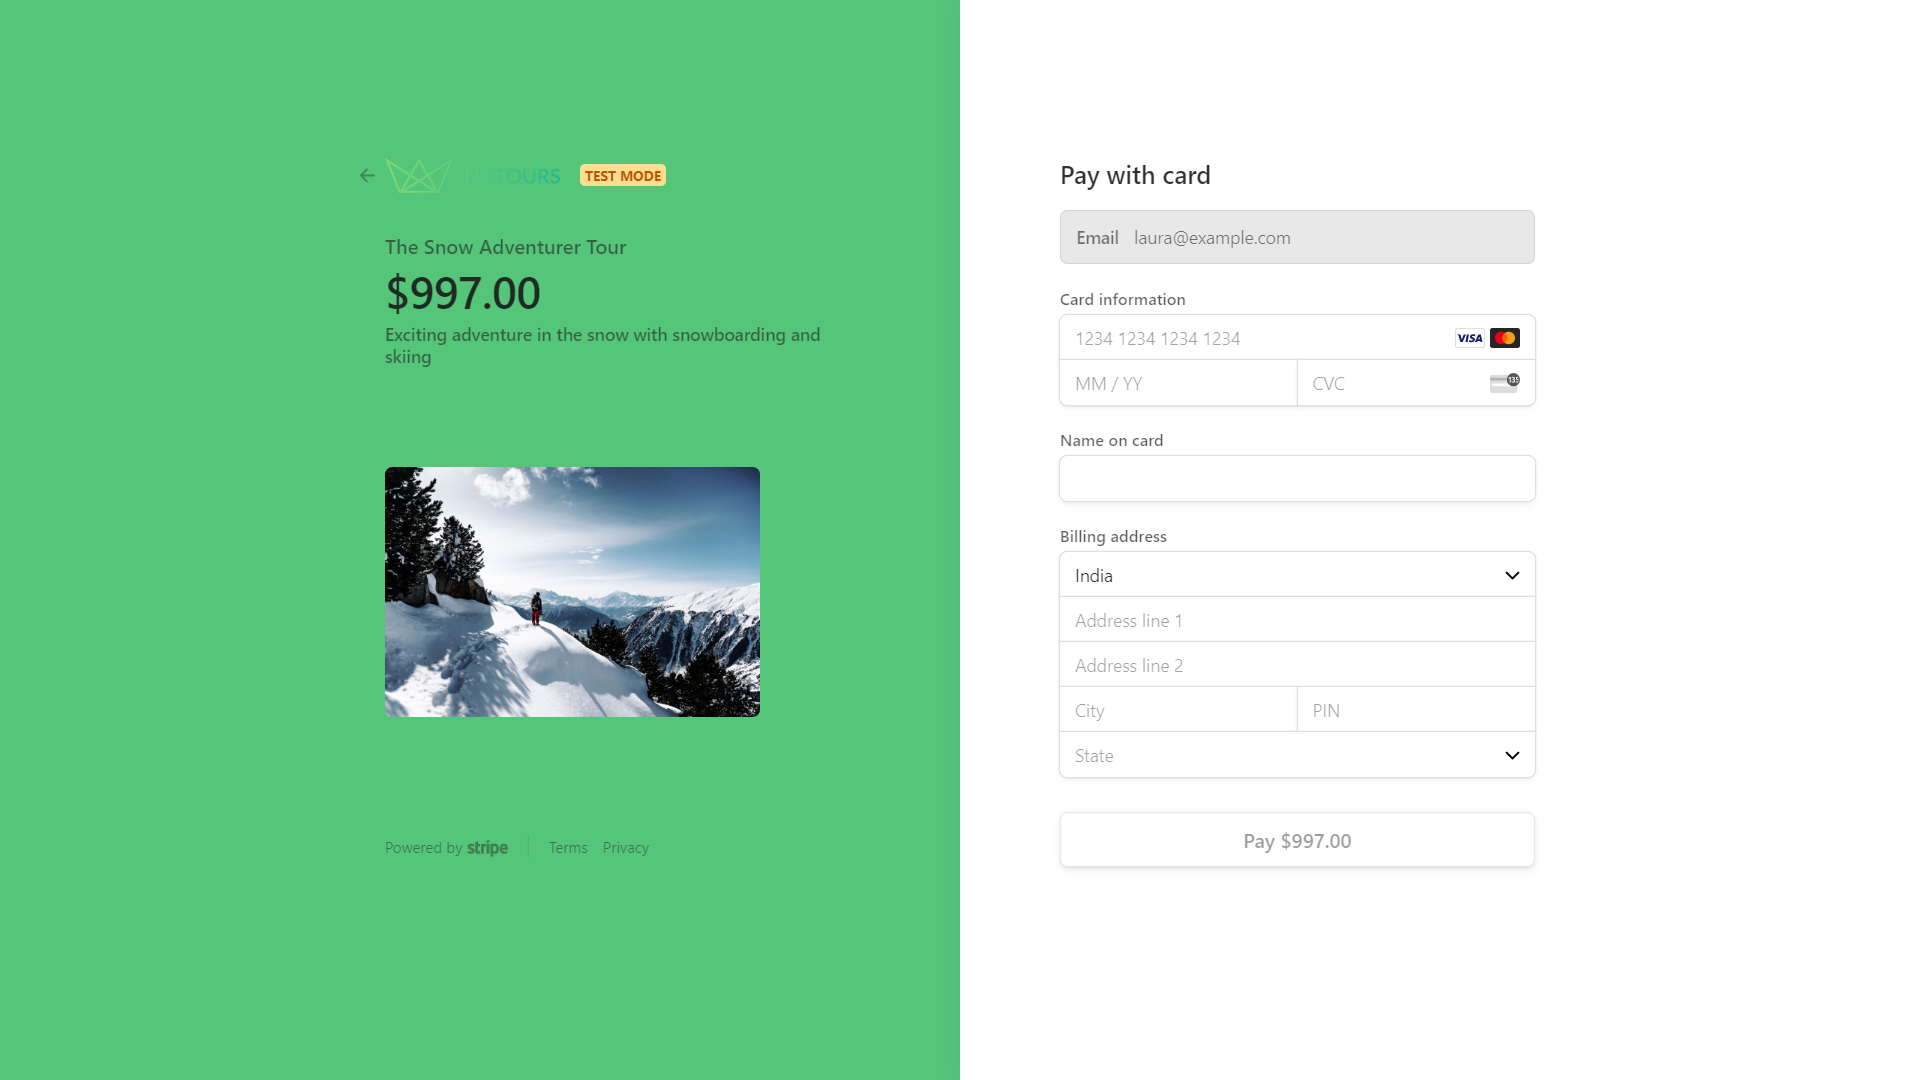 NATOURS TEST MODE
The Snow Adventurer Tour
$997.00
Exciting adventure in the snow with snowboarding and
skiing
Powered by stripe
Terms
Privacy
Pay with card
Email laura@example.com
Card information
1234 1234 1234 1234 VISA
MM / YY
CVC
135
Name on card
Billing address
India
Address line 1
Address line 2
City
PIN
State
Pay $997.00